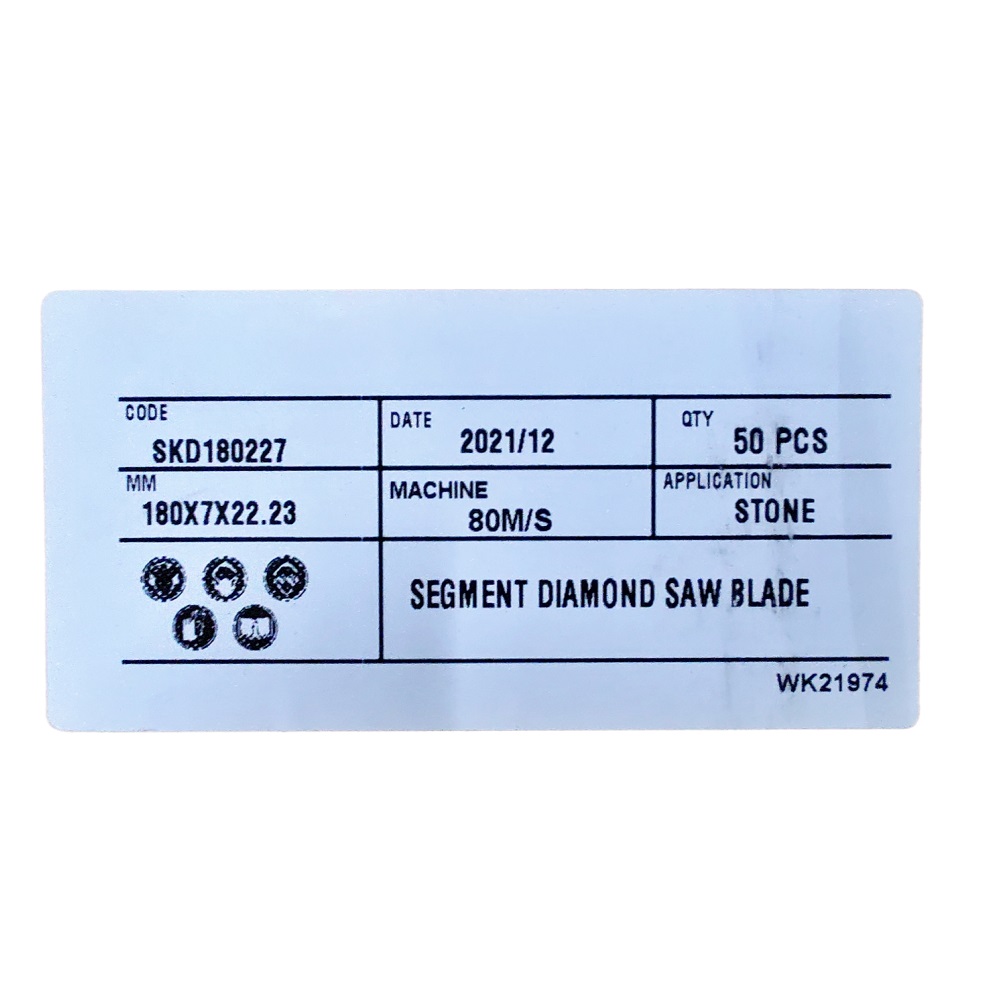 CODE
SKD180227
DATE
2021/12
QTY
50 PCS
MM
180X7X22.23
MACHINE
80M/S
APPLICATION
STONE
SEGMENT DIAMOND SAW BLADE
WK21974